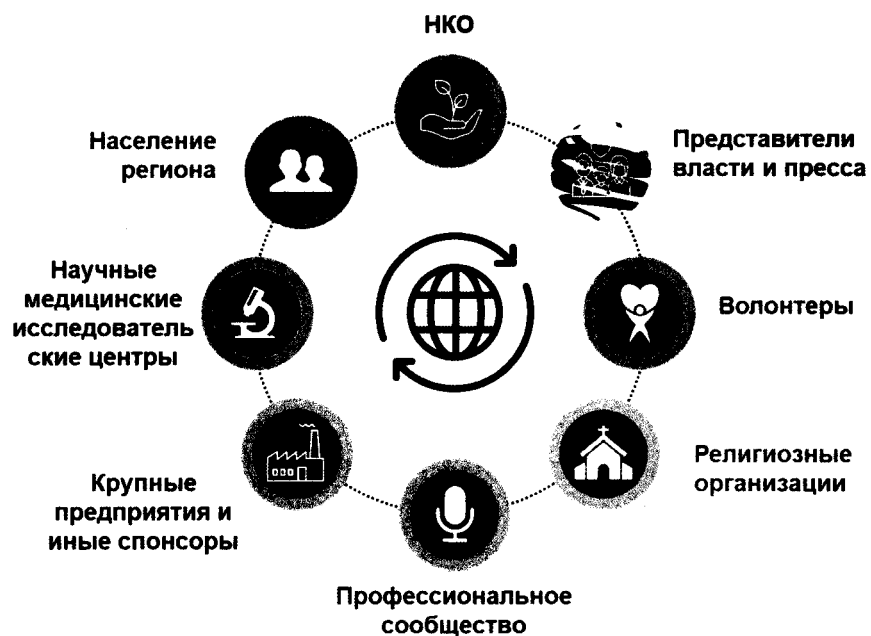 НКО
Представители
власти и пресса
Волонтеры
Религиозные
организации
Профессиональное
сообщество
Крупные
предприятия и
иные спонсоры
Научные
медицинские
исследователь
ские центры
Население
региона